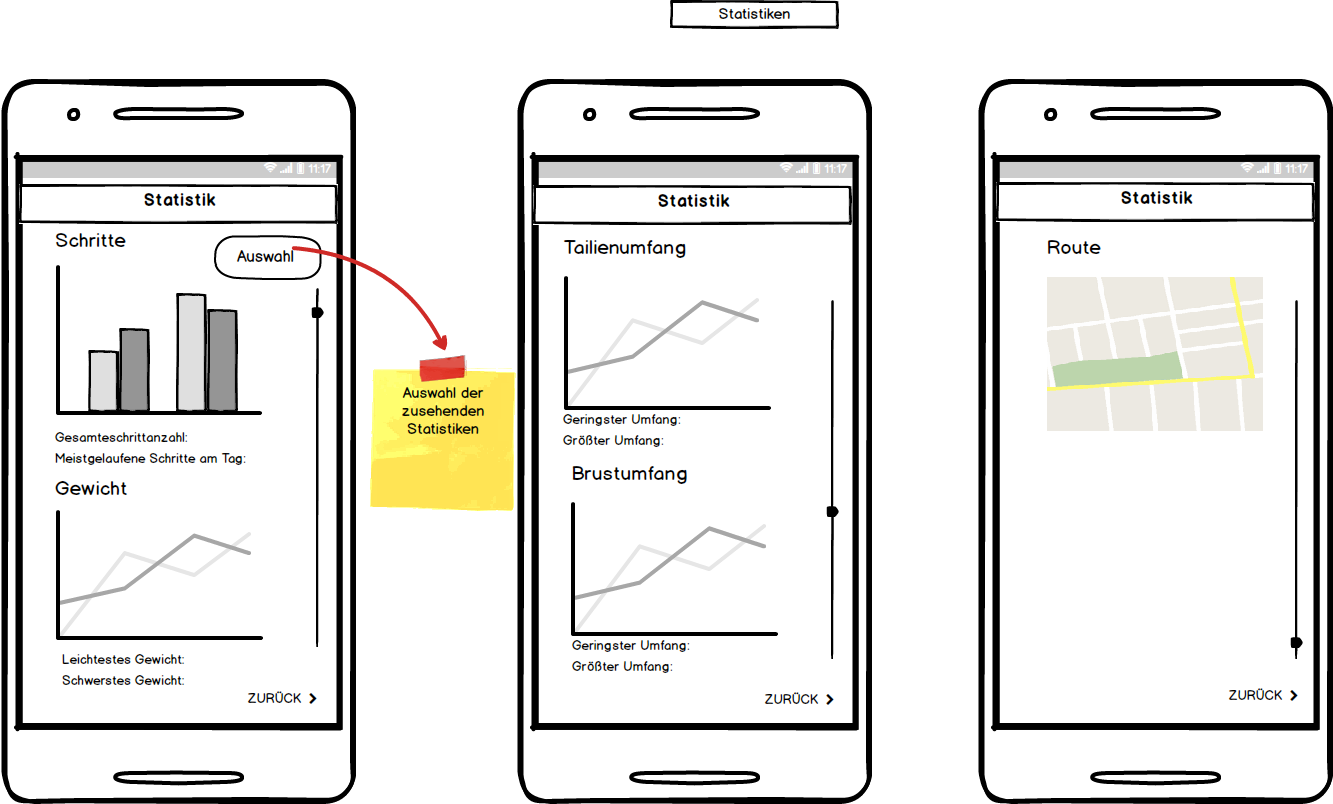 Statistiken
11:17
Statistik
Schritte
Auswahl
Gesamteschrittanzahl:
Meistgelaufene Schritte am Tag:
Gewicht
Leichtestes Gewicht:
Schwerstes Gewicht:
ZURÜCK
Auswahl der
zusehenden
Statistiken
11:17
Statistik
Tailienumfang
Geringster Umfang:
Größter Umfang:
Brustumfang
Geringster Umfang:
Größter Umfang:
ZURÜCK
11:17
Statistik
Route
ZURÜCK